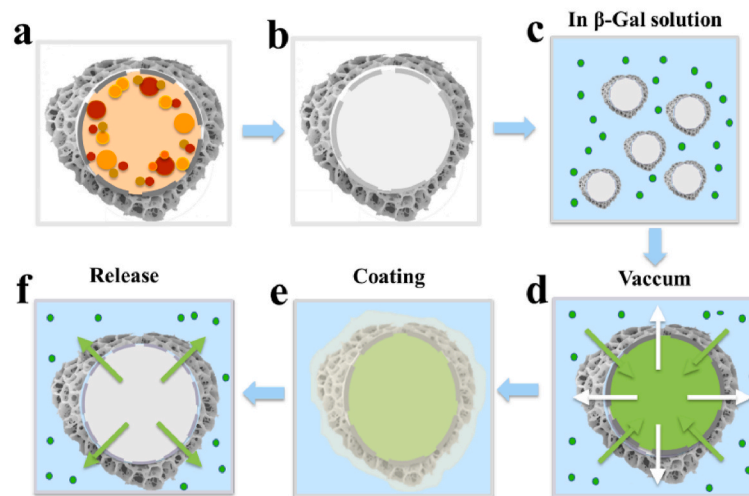 a
b
In β-Gal solution
c
Release
Coating
Vaccum
f
e
d